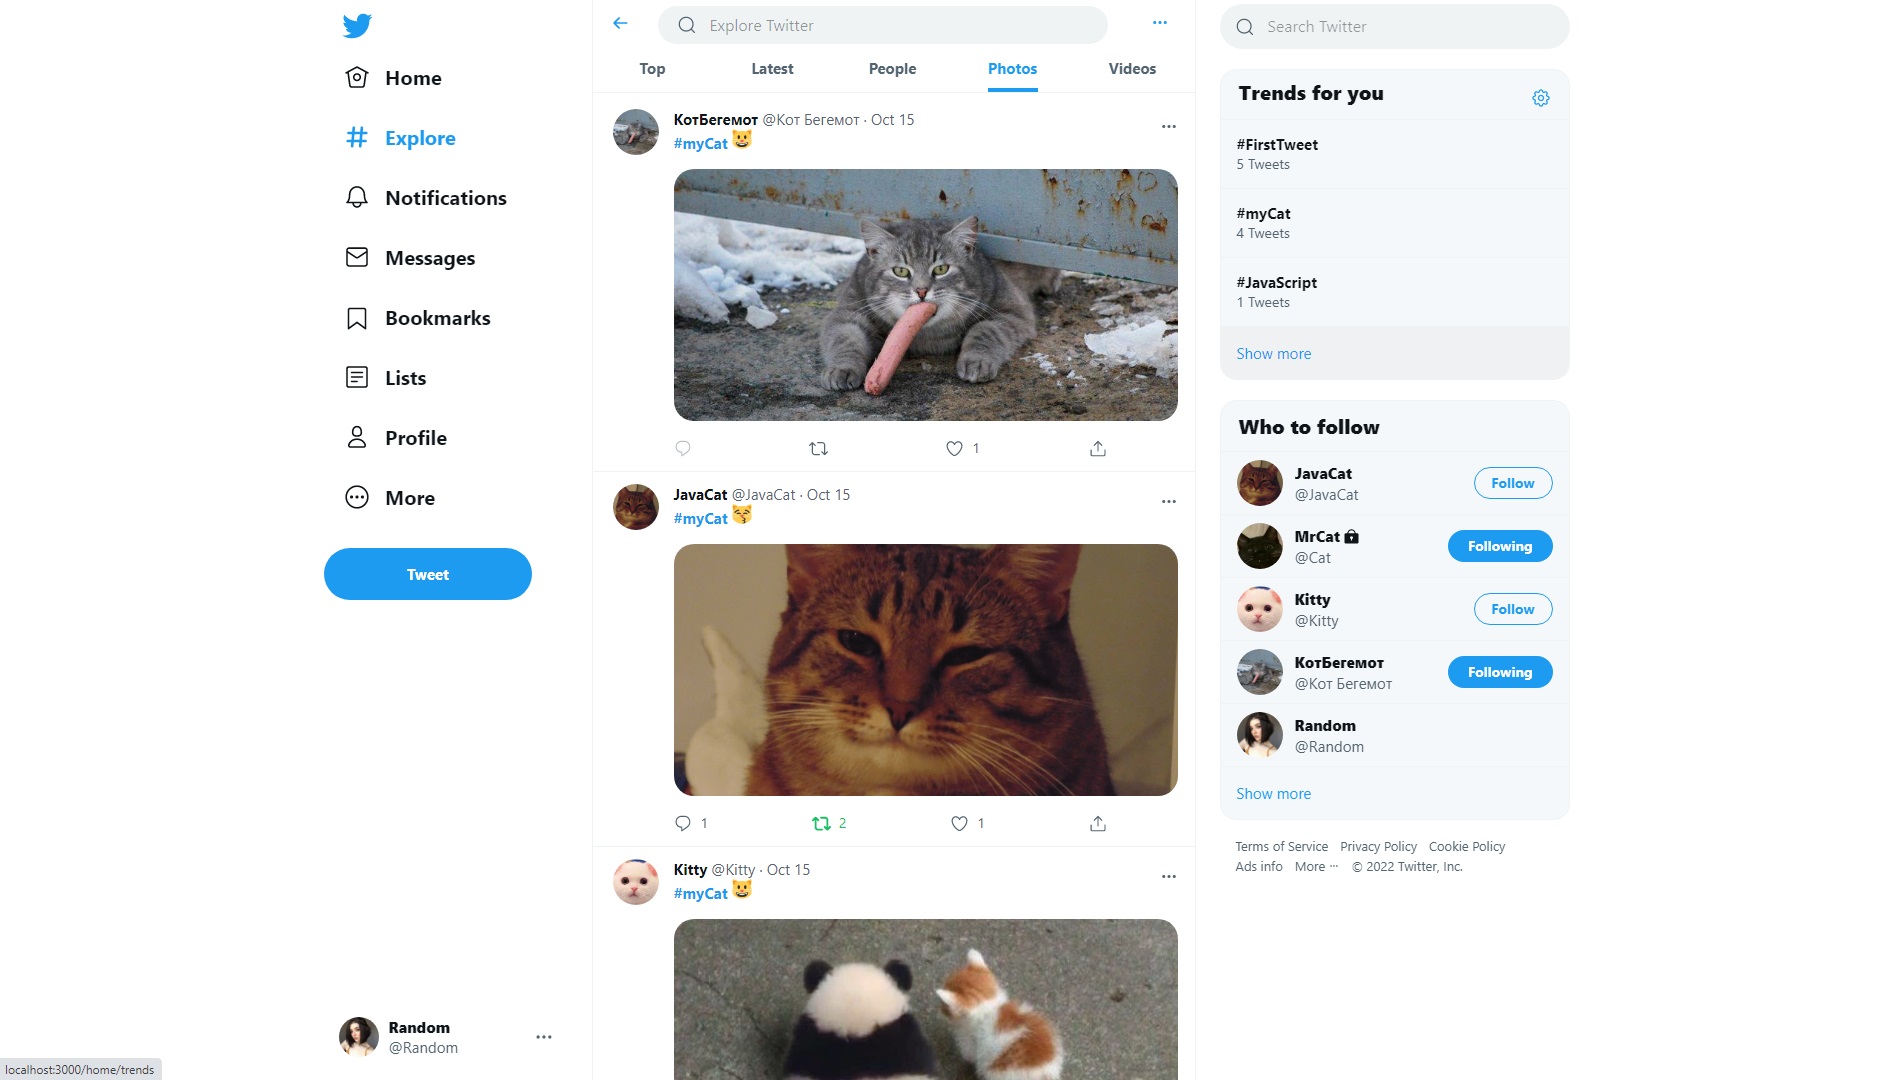 Home
Explore
Notifications
Messages
Bookmarks
Lists
Profile
More
Tweet
Random
@Random
localhost:3000/home/trends
Explore Twitter
Top Latest People Photos Videos
КотБегемот @Кот Бегемот · Oct 15
#myCat
1
JavaCat @JavaCat · Oct 15
#myCat
1 2 1
Kitty @Kitty · Oct 15
#myCat
Search Twitter
Trends for you
#FirstTweet
5 Tweets
#myCat
4 Tweets
#JavaScript
1 Tweets
Show more
Who to follow
JavaCat
@JavaCat
Follow
MrCat
@Cat
Following
Kitty
@Kitty
Follow
КотБегемот
@Кот Бегемот
Following
Random
@Random
Show more
Terms of Service Privacy Policy Cookie Policy
Ads info More ··· © 2022 Twitter, Inc.